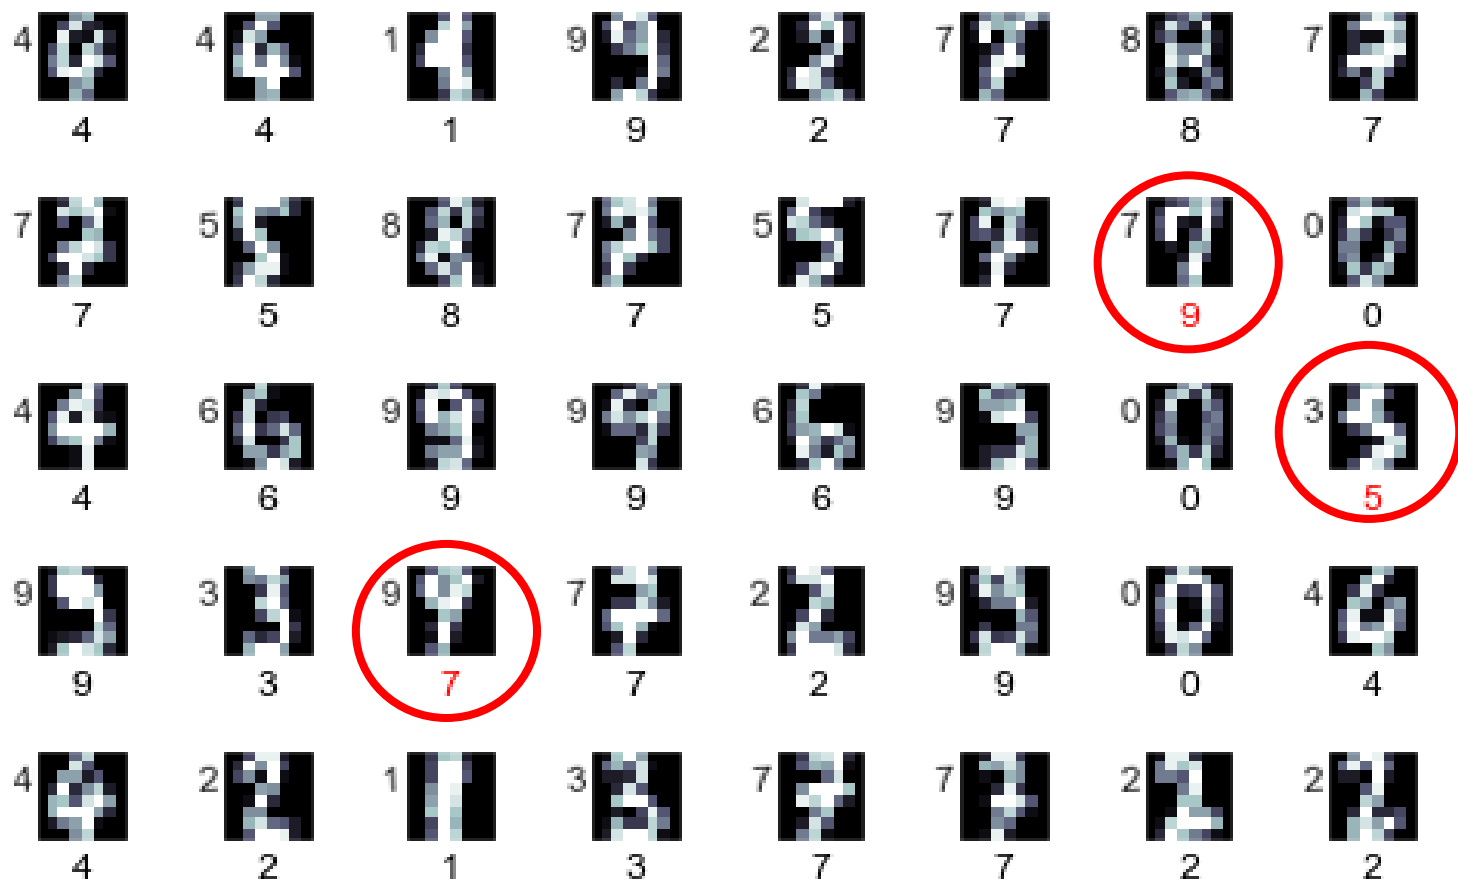 4 4 1 9 2 7 8 7
4 4 1 9 2 7 8 7
7 5 8 7 5 7 7 0
7 5 8 7 5 7 9 0
4 6 9 9 6 9 0 3
4 6 9 9 6 9 0 5
9 3 9 7 2 9 0 4
9 3 7 7 2 9 0 4
4 2 1 3 7 7 2 2
4 2 1 3 7 7 2 2